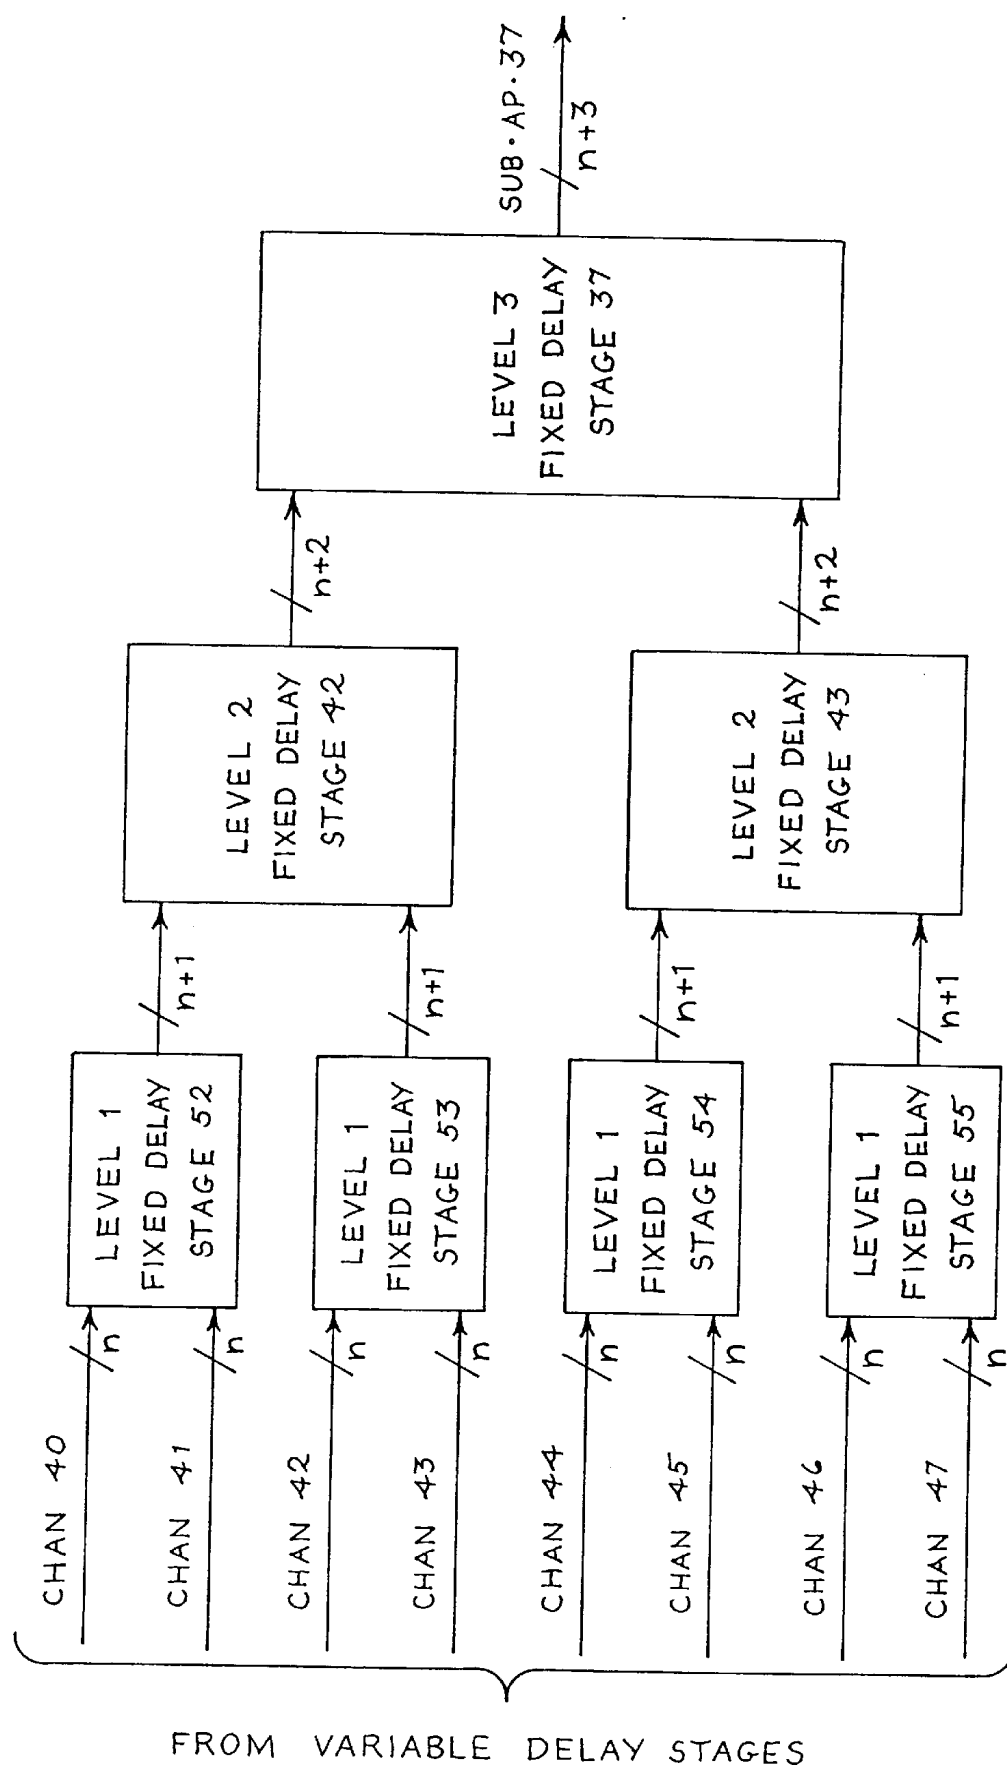 CHAN 40
CHAN 41
CHAN 42
CHAN 43
CHAN 44
CHAN 45
CHAN 46
CHAN 47
n
n
n
n
n
n
n
n
LEVEL 1
FIXED DELAY
STAGE 52
LEVEL 1
FIXED DELAY
STAGE 53
LEVEL 1
FIXED DELAY
STAGE 54
LEVEL 1
FIXED DELAY
STAGE 55
n+1
n+1
n+1
n+1
LEVEL 2
FIXED DELAY
STAGE 42
LEVEL 2
FIXED DELAY
STAGE 43
n+2
n+2
LEVEL 3
FIXED DELAY
STAGE 37
SUB·AP·37
n+3
FROM VARIABLE DELAY STAGES